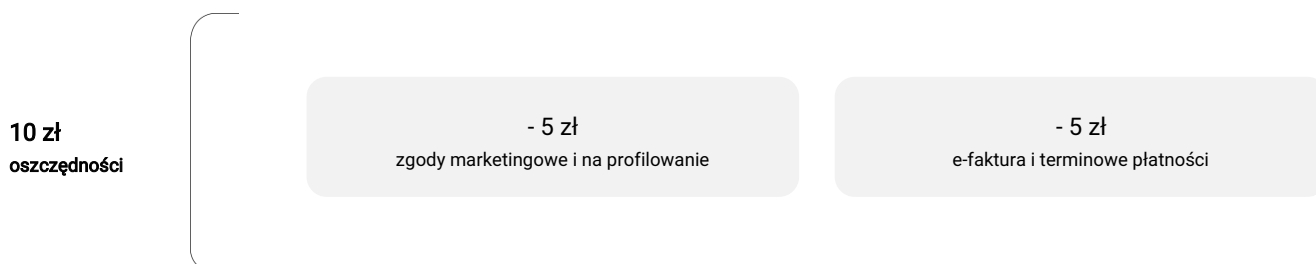 10 zł
oszczędności
- 5 zł
zgody marketingowe i na profilowanie
- 5 zł
e-faktura i terminowe płatności